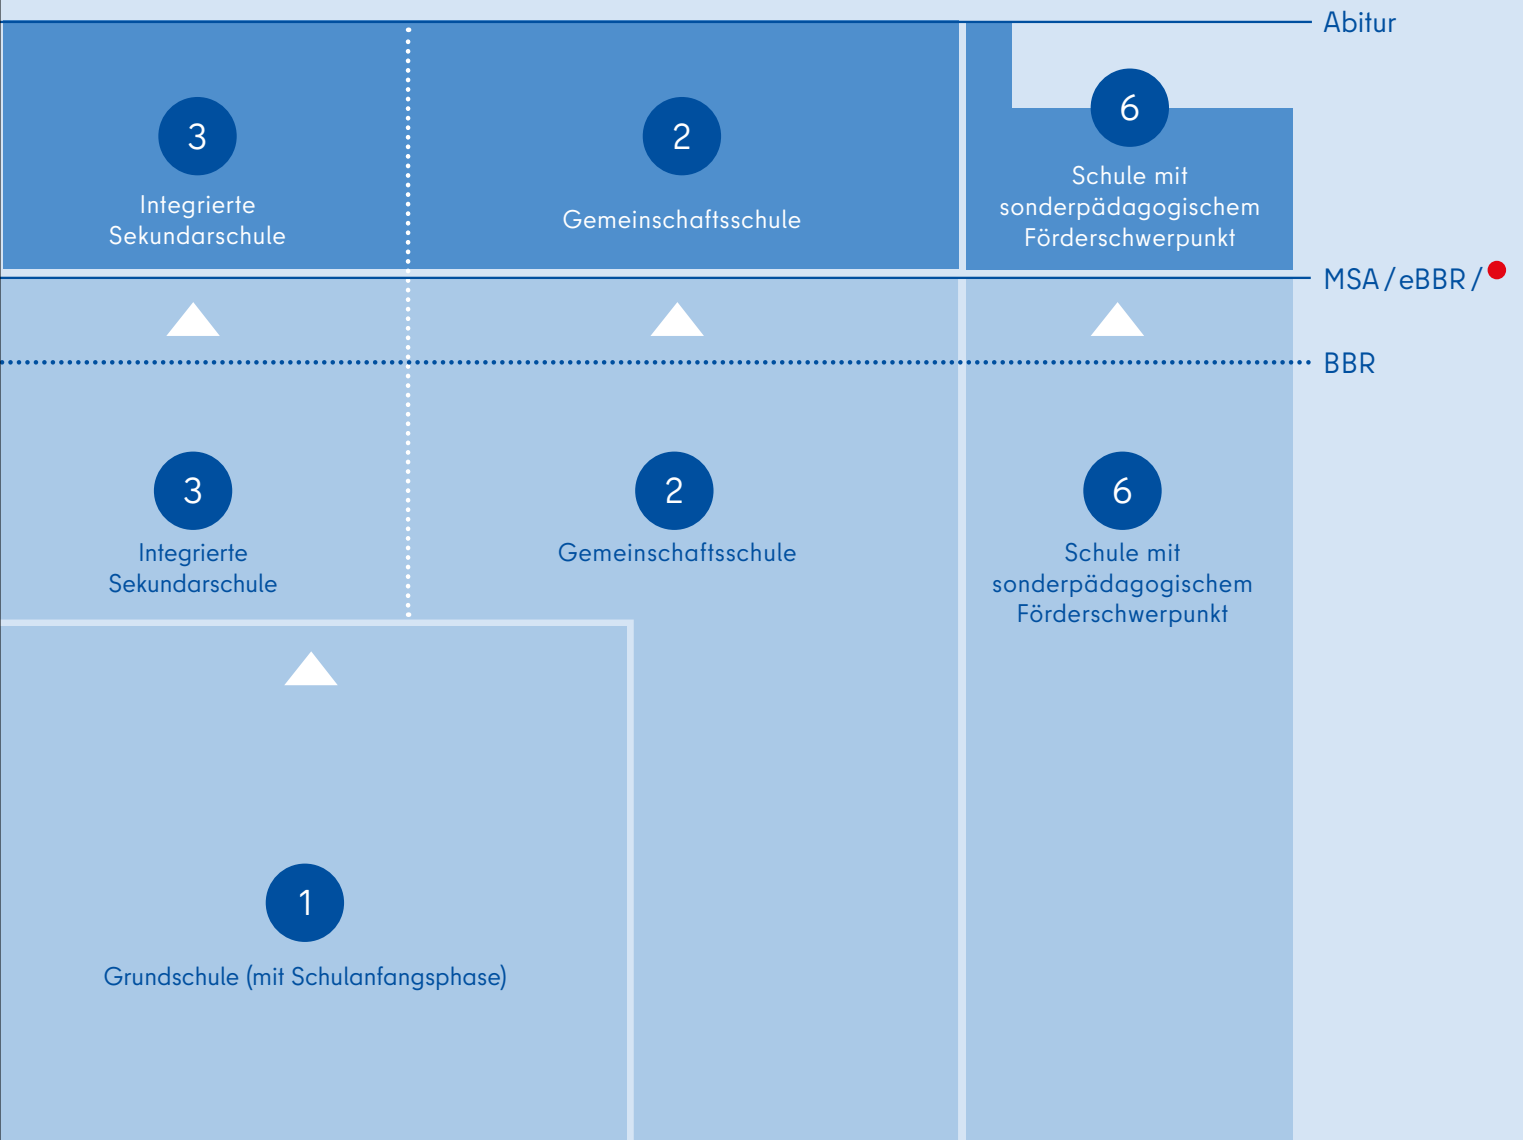 Abitur
3
Integrierte
Sekundarschule
2
Gemeinschaftsschule
6
Schule mit
sonderpädagogischem
Förderschwerpunkt
MSA / eBBR /
BBR
3
Integrierte
Sekundarschule
2
Gemeinschaftsschule
6
Schule mit
sonderpädagogischem
Förderschwerpunkt
1
Grundschule (mit Schulanfangsphase)